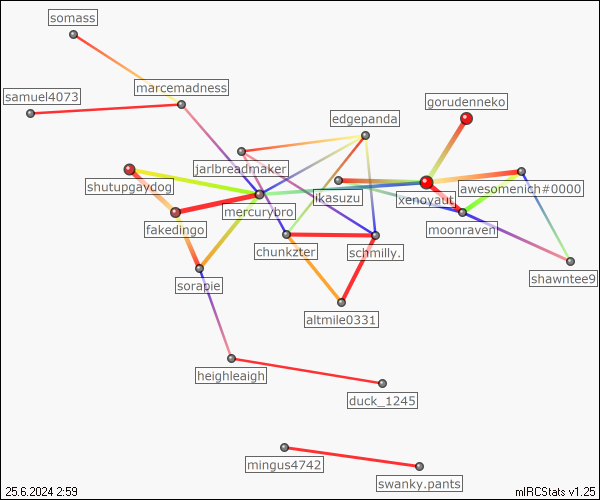 somass
marcemadness
samuel4073
gorudenneko
edgepanda
jarlbreadmaker
shutupgaydog
ikasuzu
xenoyaut
awesomenich#0000
mercurybro
fakedingo
moonraven
chunkzter
schmilly.
shawntee9
sorapie
altmile0331
heighleaigh
duck_1245
mingus4742
swanky.pants
25.6.2024 2:59
mIRCStats v1.25